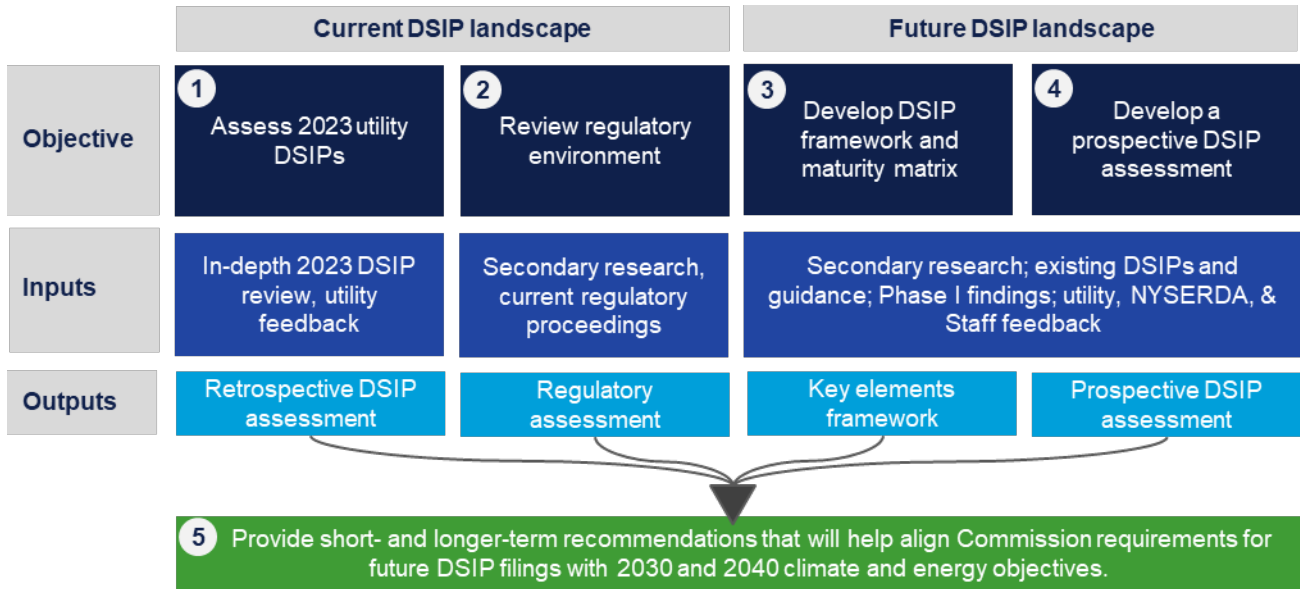 Current DSIP landscape
Future DSIP landscape
Objective
1
Assess 2023 utility
DSIPs
2
Review regulatory
environment
3
Develop DSIP
framework and
maturity matrix
4
Develop a
prospective DSIP
assessment
Inputs
In-depth 2023 DSIP
review, utility
feedback
Secondary research,
current regulatory
proceedings
Secondary research; existing DSIPs and
guidance; Phase I findings; utility, NYSERDA, &
Staff feedback
Outputs
Retrospective DSIP
assessment
Regulatory
assessment
Key elements
framework
Prospective DSIP
assessment
5
Provide short- and longer-term recommendations that will help align Commission requirements for
future DSIP filings with 2030 and 2040 climate and energy objectives.